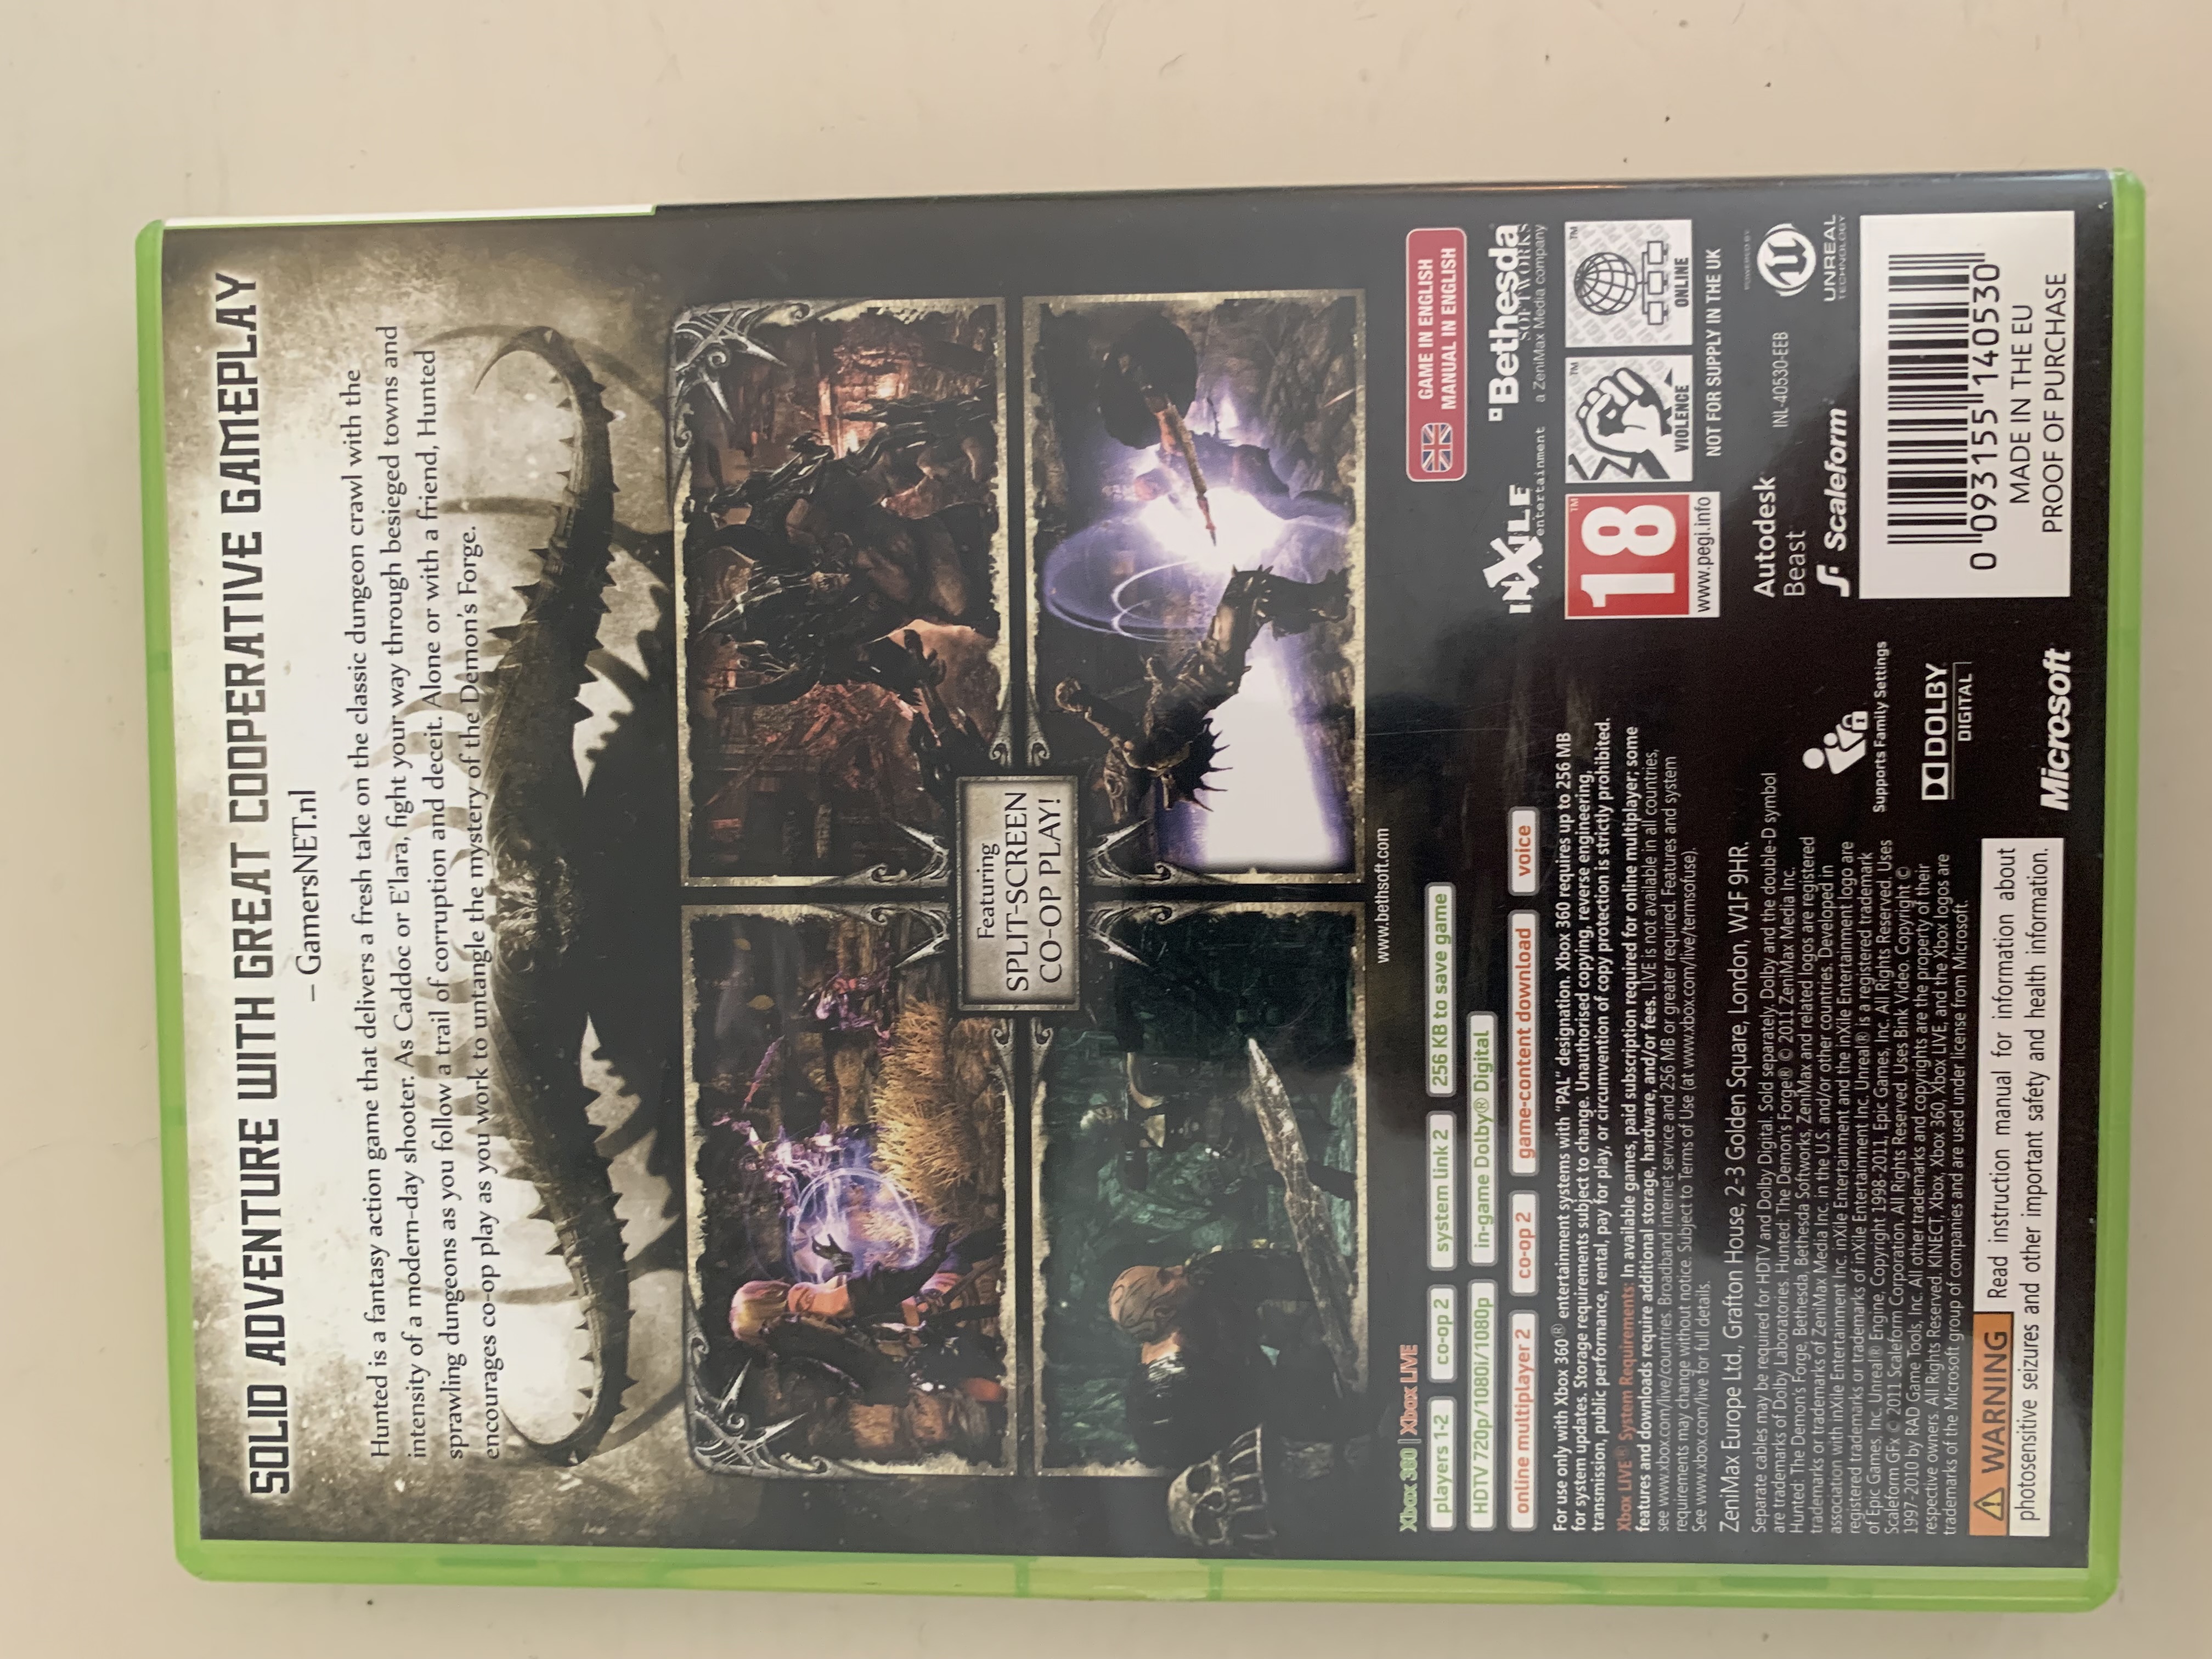 SOLID ADVENTURE WITH GREAT COOPERATIVE GAMEPLAY
– GamersNET.nl
Hunted is a fantasy action game that delivers a fresh take on the classic dungeon crawl with the
intensity of a modern-day shooter. As Caddoc or E'lara, fight your way through besieged towns and
sprawling dungeons as you follow a trail of corruption and deceit. Alone or with a friend, Hunted
encourages co-op play as you work to untangle the mystery of the Demon's Forge.
Featuring
SPLIT-SCREEN
CO-OP PLAY!
www.bethsoft.com
Xbox 360 | Xbox LIVE
players 1-2
co-op 2
system link 2
256 KB to save game
HDTV 720p/1080i/1080p
in-game Dolby® Digital
online multiplayer 2
co-op 2
game-content download
voice
For use only with Xbox 360® entertainment systems with “PAL” designation. Xbox 360 requires up to 256 MB
for system updates. Storage requirements subject to change. Unauthorised copying, reverse engineering,
transmission, public performance, rental, pay for play, or circumvention of copy protection is strictly prohibited.
Xbox LIVE® System Requirements: In available games, paid subscription required for online multiplayer; some
features and downloads require additional storage, hardware, and/or fees. LIVE is not available in all countries,
see www.xbox.com/live/countries. Broadband internet service and 256 MB or greater required. Features and system
requirements may change without notice. Subject to Terms of Use (at www.xbox.com/live/termsofuse).
See www.xbox.com/live for full details.
ZeniMax Europe Ltd., Grafton House, 2-3 Golden Square, London, W1F 9HR.
Separate cables may be required for HDTV and Dolby Digital. Sold separately. Dolby and the double-D symbol
are trademarks of Dolby Laboratories. Hunted: The Demon's Forge® © 2011 ZeniMax Media Inc.
Hunted: The Demon's Forge, Bethesda, Bethesda Softworks, ZeniMax and related logos are registered
trademarks or trademarks of ZeniMax Media Inc. in the U.S. and/or other countries. Developed in
association with inXile Entertainment Inc. inXile Entertainment and the inXile Entertainment logo are
registered trademarks or trademarks of inXile Entertainment Inc. Unreal® is a registered trademark
of Epic Games, Inc. Unreal® Engine, Copyright 1998-2011, Epic Games, Inc. All Rights Reserved. Uses
Scaleform GFx © 2011 Scaleform Corporation. All Rights Reserved. Uses Bink Video. Copyright ©
1997-2010 by RAD Game Tools, Inc. All other trademarks and copyrights are the property of their
respective owners. All Rights Reserved. KINECT, Xbox, Xbox 360, Xbox LIVE, and the Xbox logos are
trademarks of the Microsoft group of companies and are used under license from Microsoft.
WARNING Read instruction manual for information about
photosensitive seizures and other important safety and health information.
Supports Family Settings
DOLBY
DIGITAL
Microsoft
GAME IN ENGLISH
MANUAL IN ENGLISH
INXILE
entertainment
Bethesda
SOFTWORKS
a ZeniMax Media company
18
TM
www.pegi.info
TM
VIOLENCE
TM
ONLINE
NOT FOR SUPPLY IN THE UK
Autodesk
Beast
INL-40530-EEB
POWERED BY
UNREAL
TECHNOLOGY
Scaleform
0 093155 140530
MADE IN THE EU
PROOF OF PURCHASE